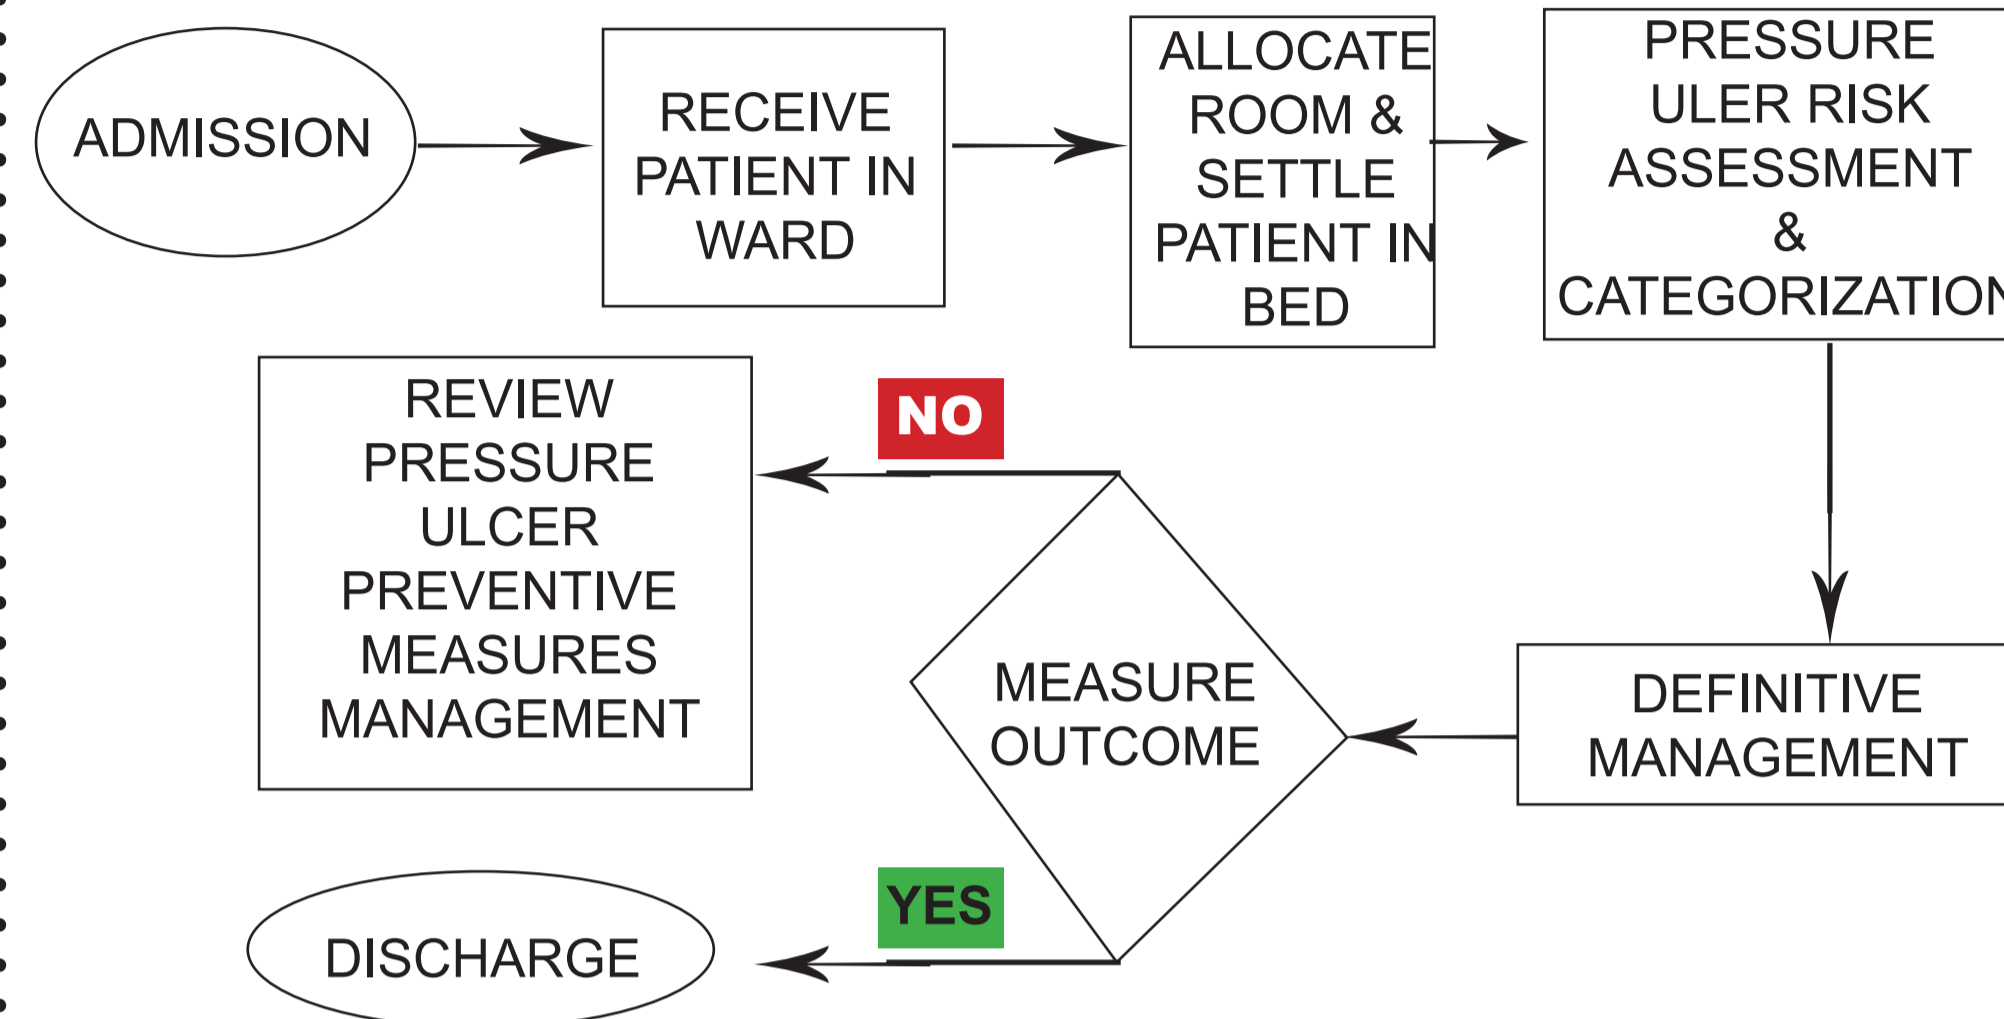 ADMISSION
RECEIVE
PATIENT IN
WARD
ALLOCATE
ROOM &
SETTLE
PATIENT IN
BED
PRESSURE
ULER RISK
ASSESSMENT
&
CATEGORIZATION
REVIEW
PRESSURE
ULCER
PREVENTIVE
MEASURES
MANAGEMENT
NO
MEASURE
OUTCOME
DEFINITIVE
MANAGEMENT
YES
DISCHARGE